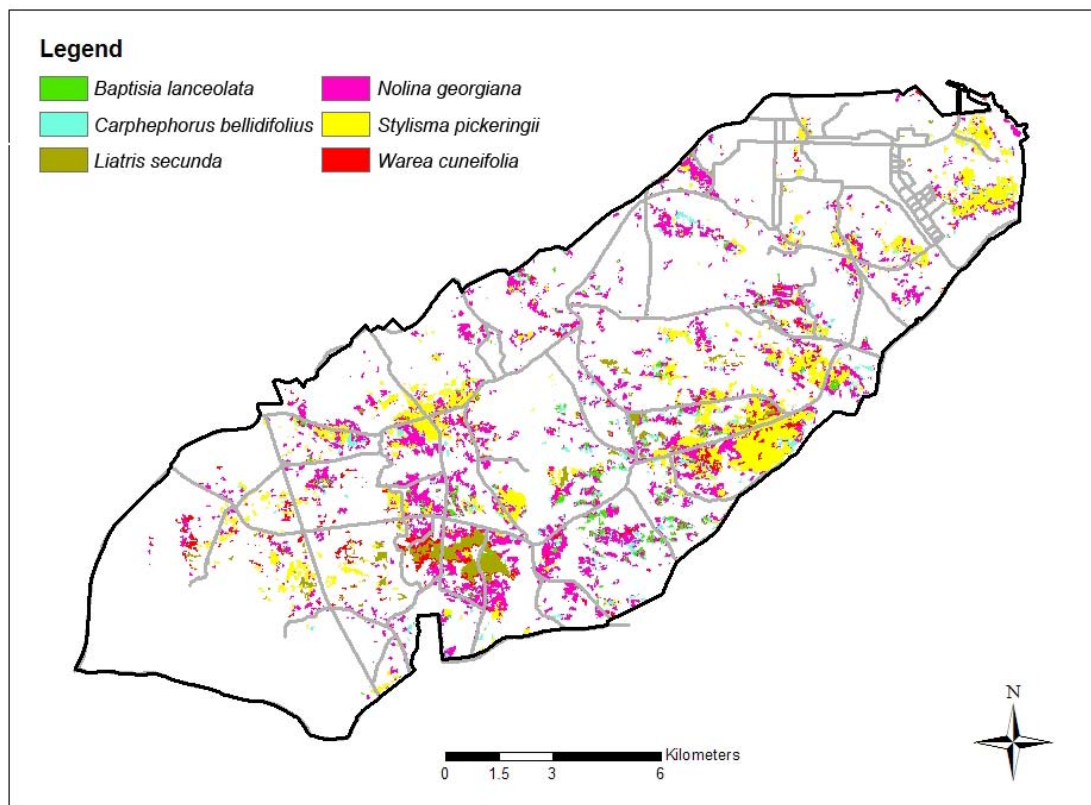 Legend
Baptisia lanceolata
Nolina georgiana
Carphephorus bellidifolius
Stylisma pickeringii
Liatris secunda
Warea cuneifolia
N
Kilometers
0 1.5 3 6